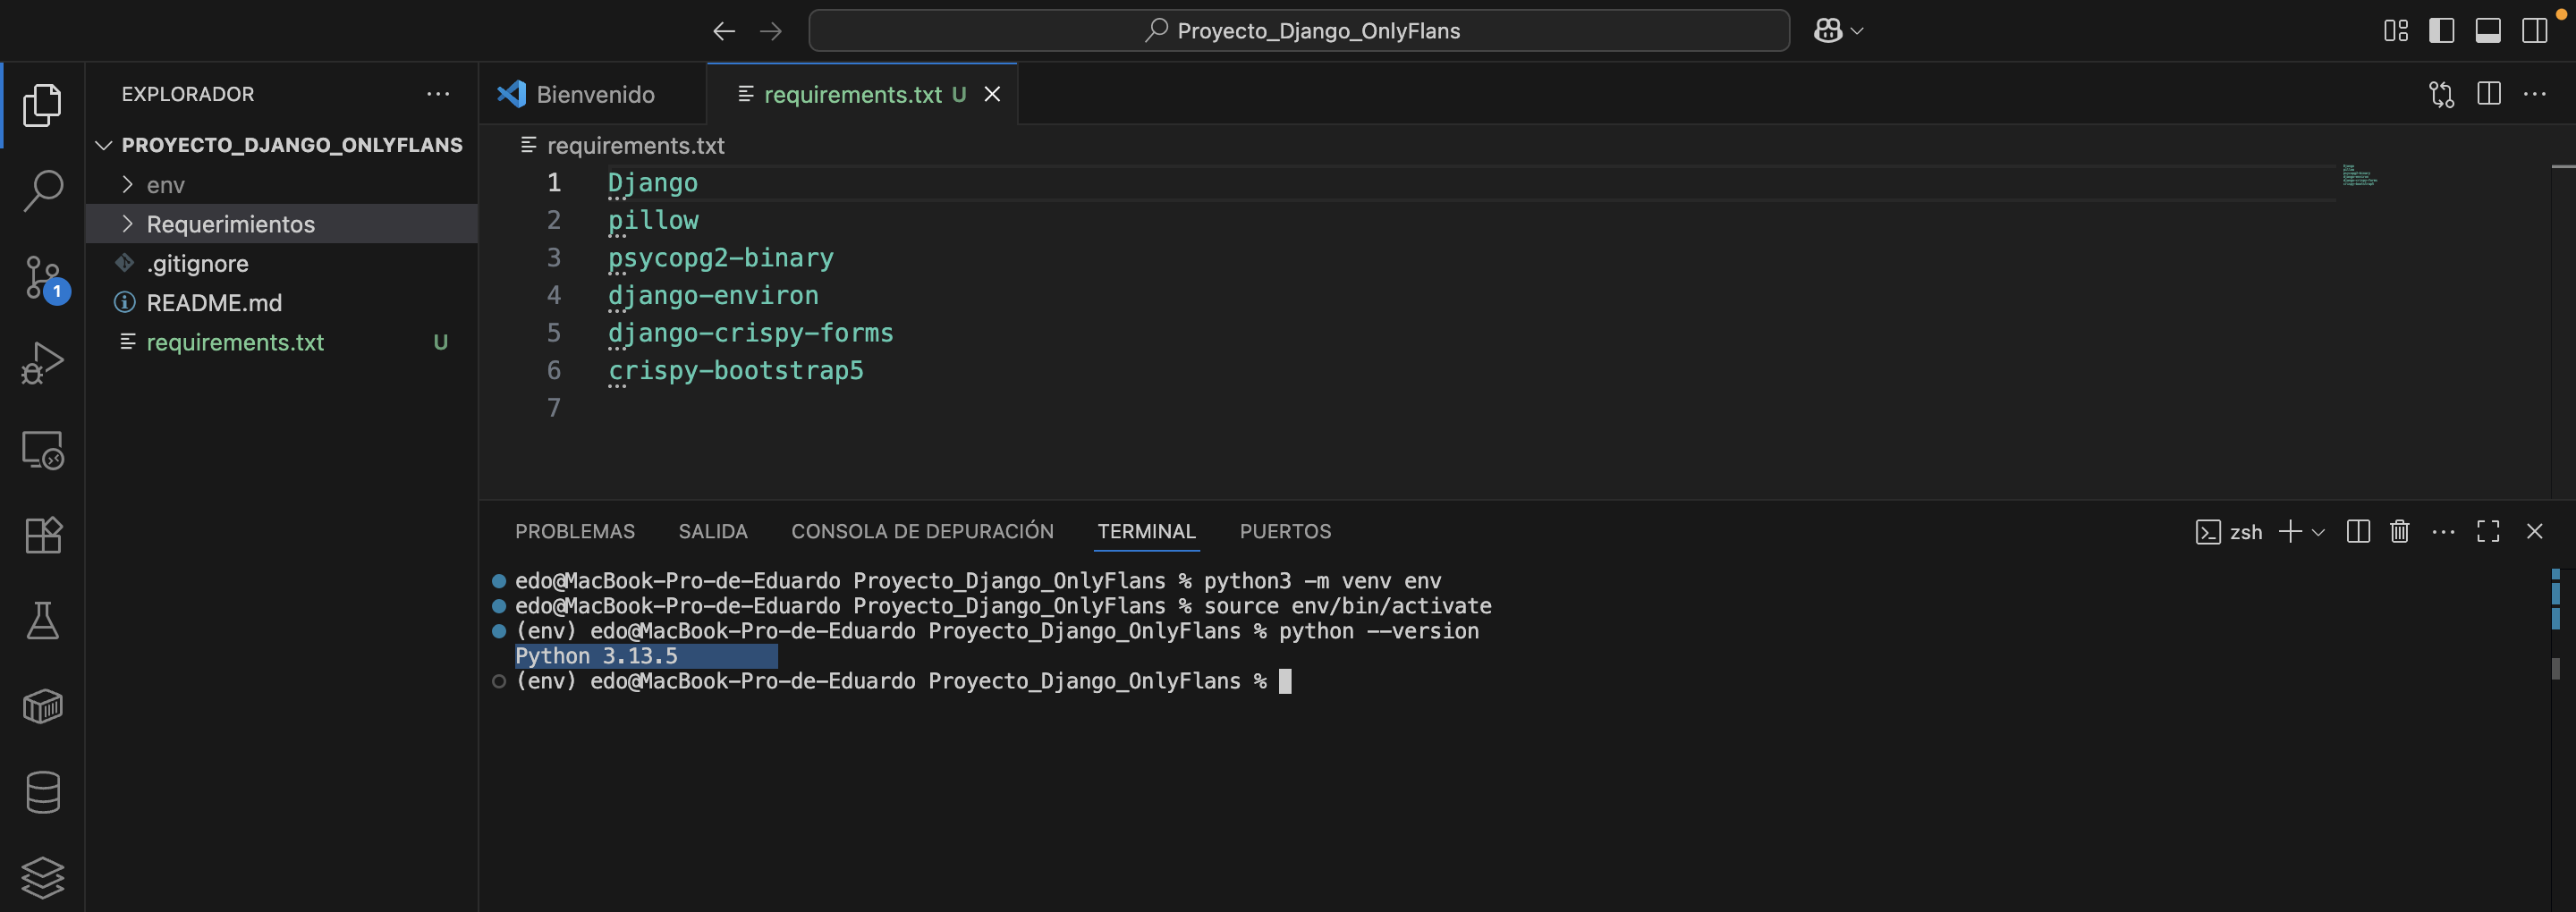 Proyecto_Django_OnlyFlans
EXPLORADOR
PROYECTO_DJANGO_ONLYFLANS
env
Requerimientos
.gitignore
README.md
requirements.txt U
1
Bienvenido
requirements.txt U
requirements.txt
1 Django
2 pillow
3 psycopg2-binary
4 django-environ
5 django-crispy-forms
6 crispy-bootstrap5
7
PROBLEMAS SALIDA CONSOLA DE DEPURACIÓN TERMINAL PUERTOS
zsh
edo@MacBook-Pro-de-Eduardo Proyecto_Django_OnlyFlans % python3 -m venv env
edo@MacBook-Pro-de-Eduardo Proyecto_Django_OnlyFlans % source env/bin/activate
(env) edo@MacBook-Pro-de-Eduardo Proyecto_Django_OnlyFlans % python --version
Python 3.13.5
(env) edo@MacBook-Pro-de-Eduardo Proyecto_Django_OnlyFlans %